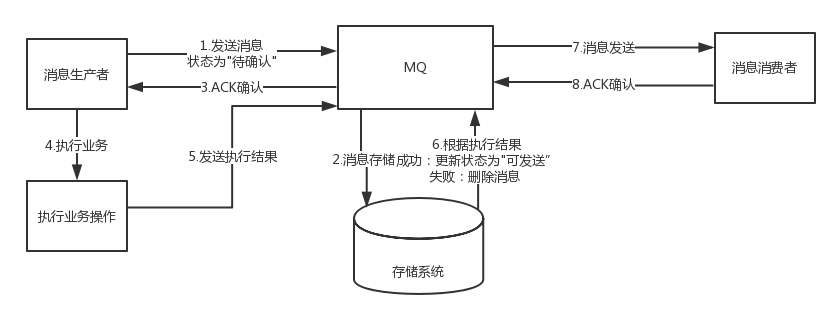 1.发送消息
状态为"待确认"
消息生产者
MQ
7.消息发送
消息消费者
3.ACK确认
8.ACK确认
4.执行业务
5.发送执行结果
2.消息存储
6.根据执行结果
成功：更新状态为"可发送”
失败：删除消息
执行业务操作
存储系统